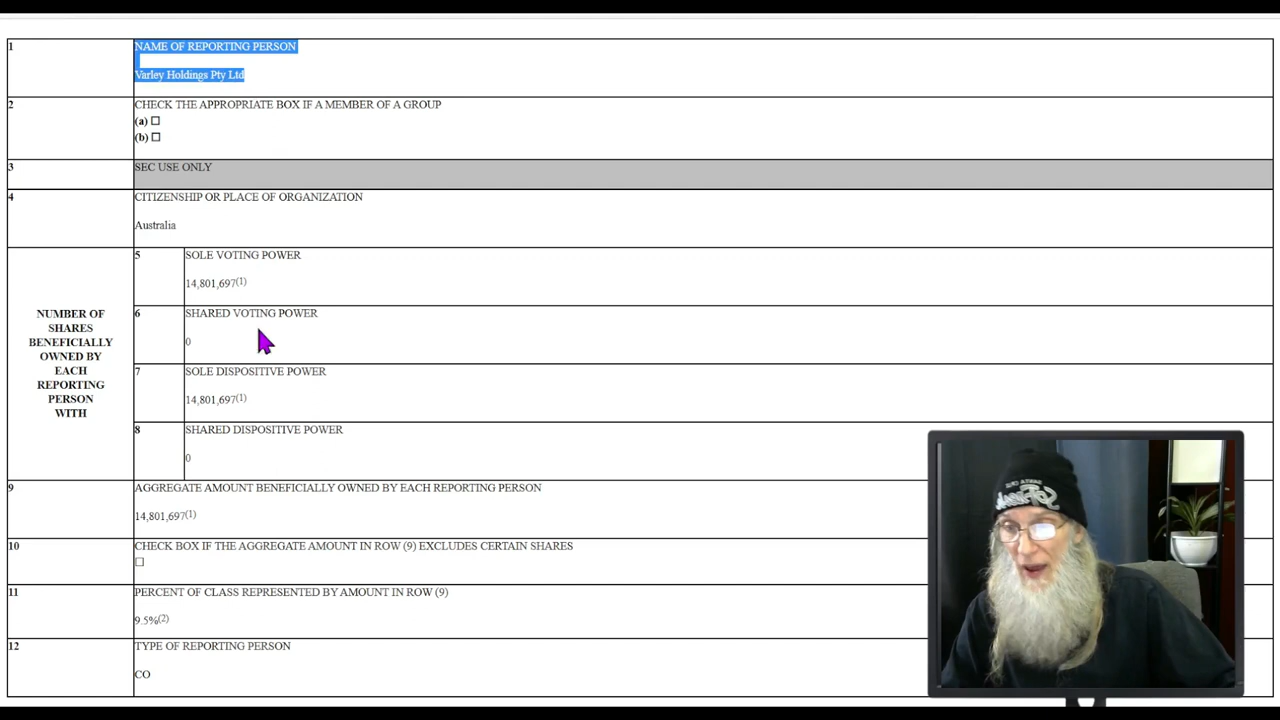 1
NAME OF REPORTING PERSON
Varley Holdings Pty Ltd
2
CHECK THE APPROPRIATE BOX IF A MEMBER OF A GROUP
(a) ☐
(b) ☐
3
SEC USE ONLY
4
CITIZENSHIP OR PLACE OF ORGANIZATION
Australia
NUMBER OF
SHARES
BENEFICIALLY
OWNED BY
EACH
REPORTING
PERSON
WITH
5
SOLE VOTING POWER
14,801,697(1)
6
SHARED VOTING POWER
0
7
SOLE DISPOSITIVE POWER
14,801,697(1)
8
SHARED DISPOSITIVE POWER
0
9
AGGREGATE AMOUNT BENEFICIALLY OWNED BY EACH REPORTING PERSON
14,801,697(1)
10
CHECK BOX IF THE AGGREGATE AMOUNT IN ROW (9) EXCLUDES CERTAIN SHARES
☐
11
PERCENT OF CLASS REPRESENTED BY AMOUNT IN ROW (9)
9.5%(2)
12
TYPE OF REPORTING PERSON
CO